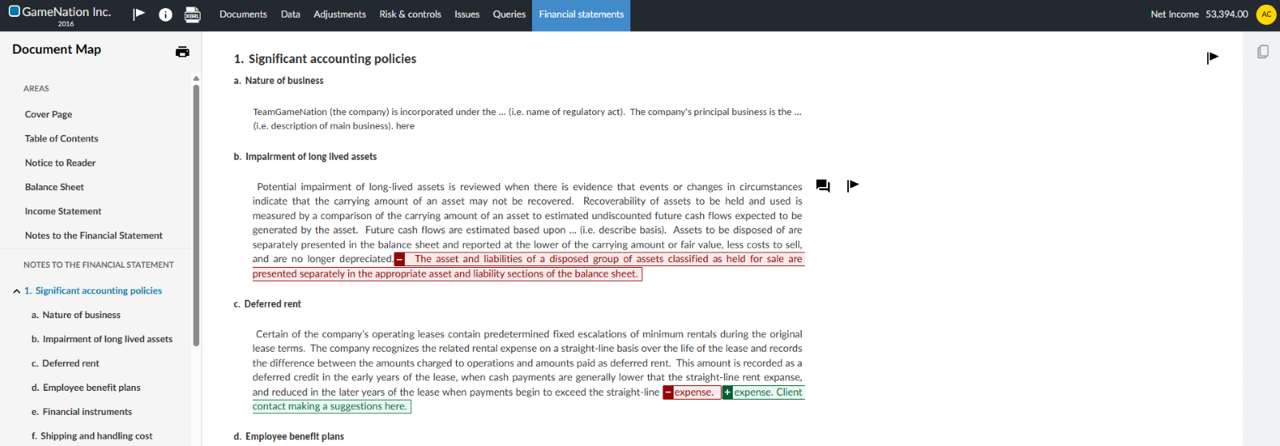 GameNation Inc.
2016
XBRL
Documents Data Adjustments Risk & controls Issues Queries Financial statements
Net Income 53,394.00 AC
Document Map
AREAS
Cover Page
Table of Contents
Notice to Reader
Balance Sheet
Income Statement
Notes to the Financial Statement
NOTES TO THE FINANCIAL STATEMENT
1. Significant accounting policies
a. Nature of business
b. Impairment of long lived assets
c. Deferred rent
d. Employee benefit plans
e. Financial instruments
f. Shipping and handling cost
1. Significant accounting policies
a. Nature of business
TeamGameNation (the company) is incorporated under the ... (i.e. name of regulatory act). The company's principal business is the ...
(i.e. description of main business). here
b. Impairment of long lived assets
Potential impairment of long-lived assets is reviewed when there is evidence that events or changes in circumstances
indicate that the carrying amount of an asset may not be recovered. Recoverability of assets to be held and used is
measured by a comparison of the carrying amount of an asset to estimated undiscounted future cash flows expected to be
generated by the asset. Future cash flows are estimated based upon ... (i.e. describe basis). Assets to be disposed of are
separately presented in the balance sheet and reported at the lower of the carrying amount or fair value, less costs to sell,
and are no longer depreciated. − The asset and liabilities of a disposed group of assets classified as held for sale are
presented separately in the appropriate asset and liability sections of the balance sheet.
c. Deferred rent
Certain of the company's operating leases contain predetermined fixed escalations of minimum rentals during the original
lease terms. The company recognizes the related rental expense on a straight-line basis over the life of the lease and records
the difference between the amounts charged to operations and amounts paid as deferred rent. This amount is recorded as a
deferred credit in the early years of the lease, when cash payments are generally lower that the straight-line rent expanse,
and reduced in the later years of the lease when payments begin to exceed the straight-line − expense. + expense. Client
contact making a suggestions here.
d. Employee benefit plans